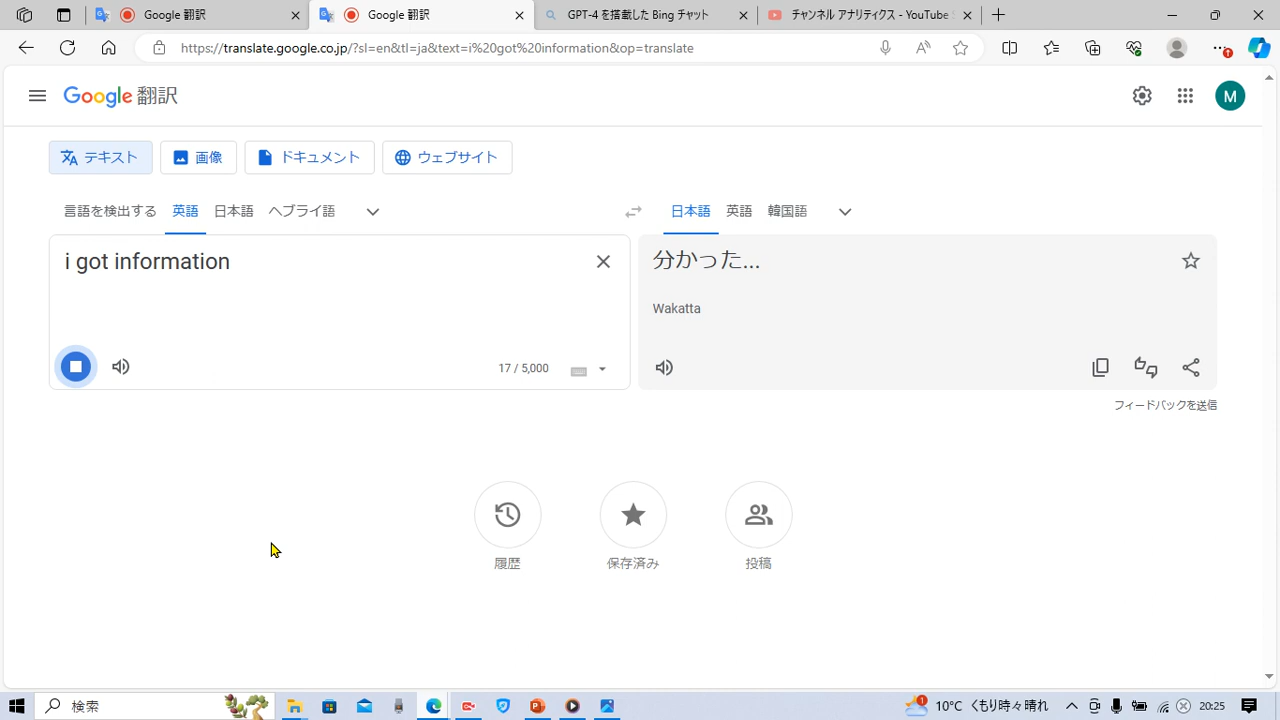 Google 翻訳
Google 翻訳
GPT-4 を搭載した Bing チャット
チャンネル アナリティクス - YouTube
https://translate.google.co.jp/?sl=en&tl=ja&text=i%20got%20information&op=translate
Google 翻訳
M
テキスト
画像
ドキュメント
ウェブサイト
言語を検出する 英語 日本語 ヘブライ語
日本語 英語 韓国語
i got information
分かった...
Wakatta
17 / 5,000
フィードバックを送信
履歴
保存済み
投稿
検索
1
10°C くもり時々晴れ
20:25